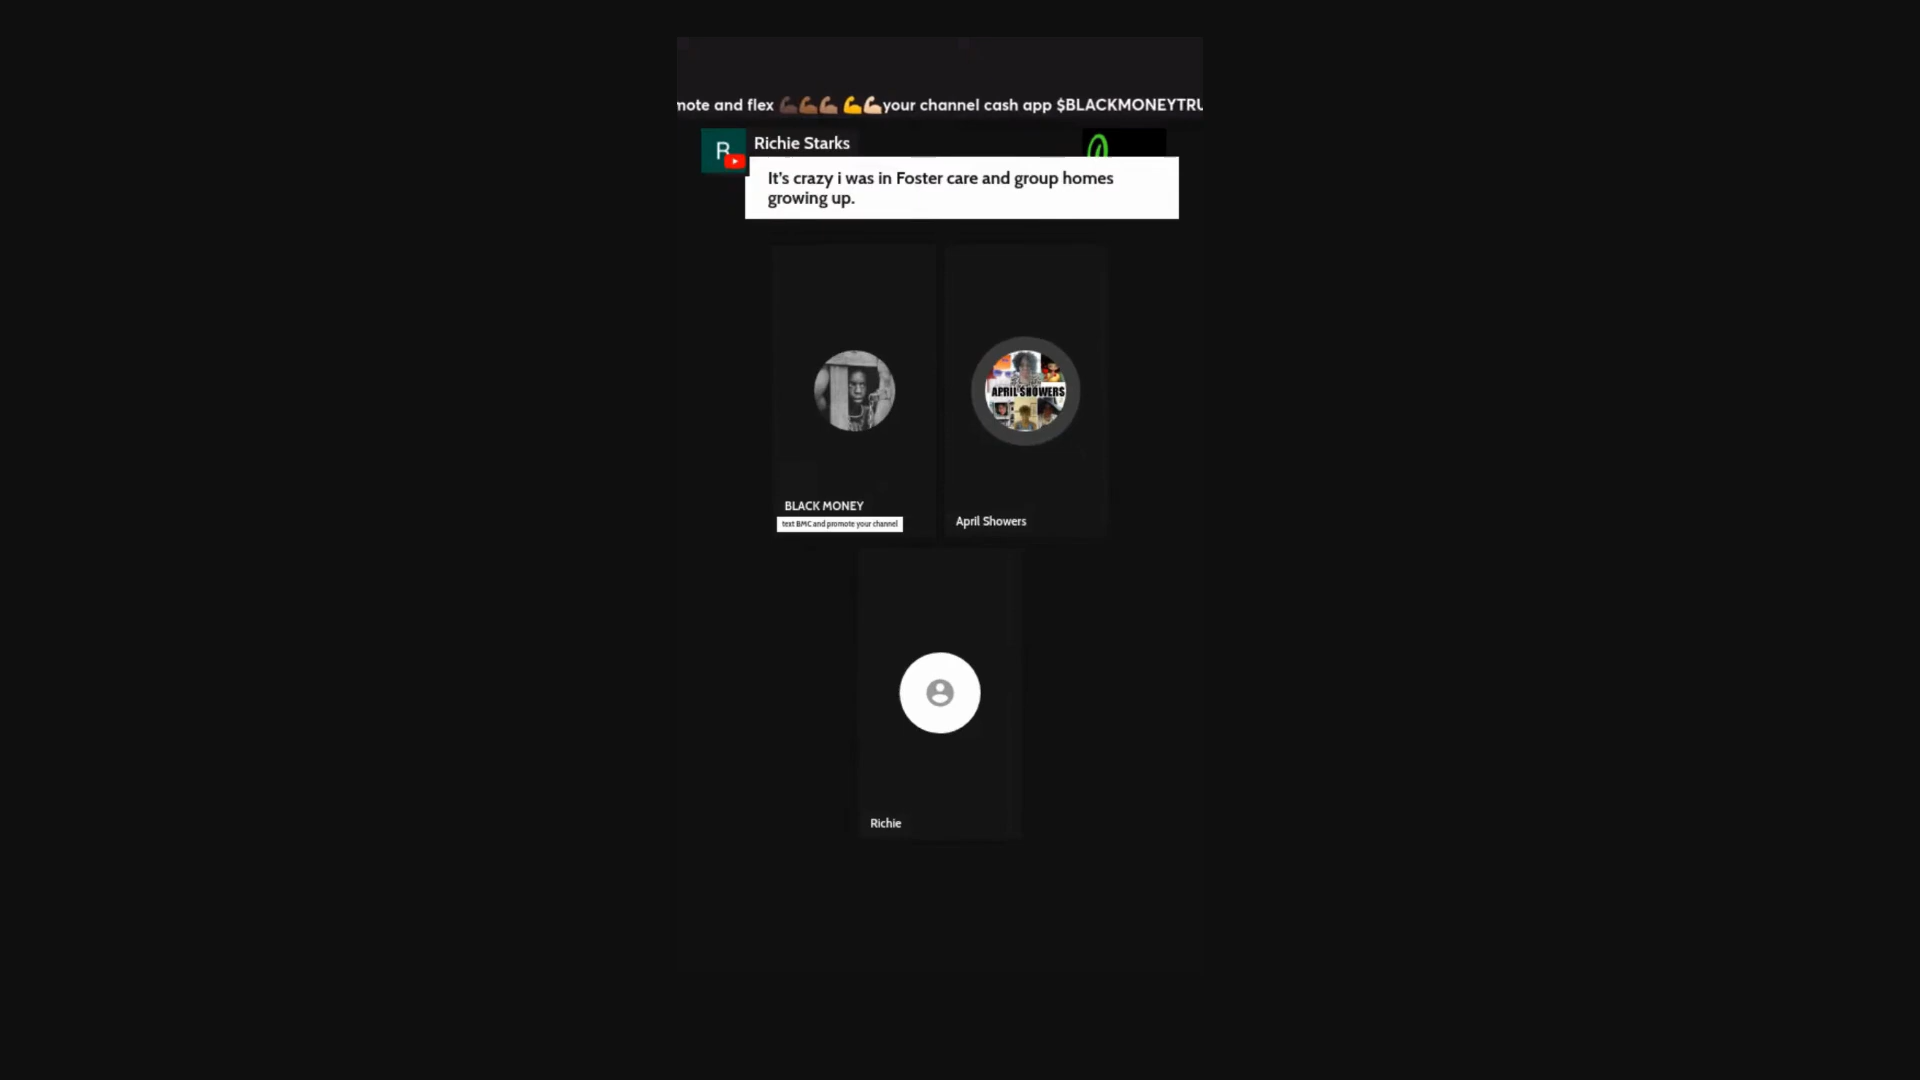 mote and flex 💪🏿💪🏾💪🏽 💪💪🏼your channel cash app $BLACKMONEYTRU
R
Richie Starks
It's crazy i was in Foster care and group homes
growing up.
APRIL SHOWERS
BLACK MONEY
text BMC and promote your channel
April Showers
Richie